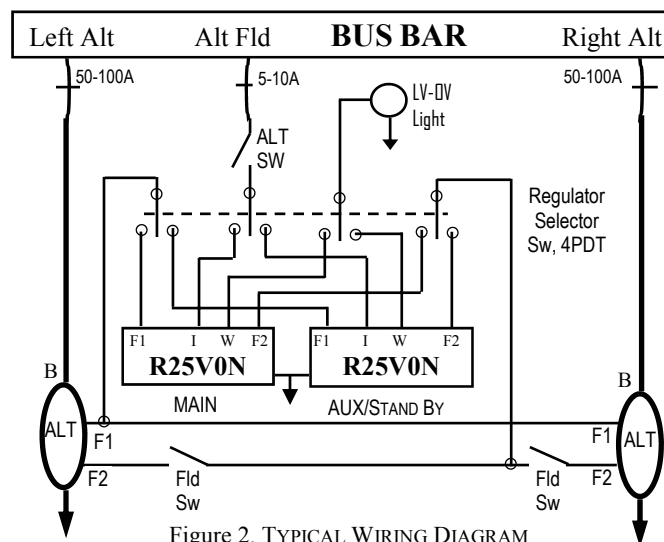 Left Alt Alt Fld BUS BAR Right Alt
50-100A 5-10A LV-0V 50-100A
Light
ALT
SW
Regulator
Selector
Sw, 4PDT
F1 I W F2 F1 I W F2
R25V0N R25V0N
MAIN AUX/STAND BY
B B
ALT F1 F1 ALT
F2 F2
Fld Fld
Sw Sw
Figure 2. TYPICAL WIRING DIAGRAM